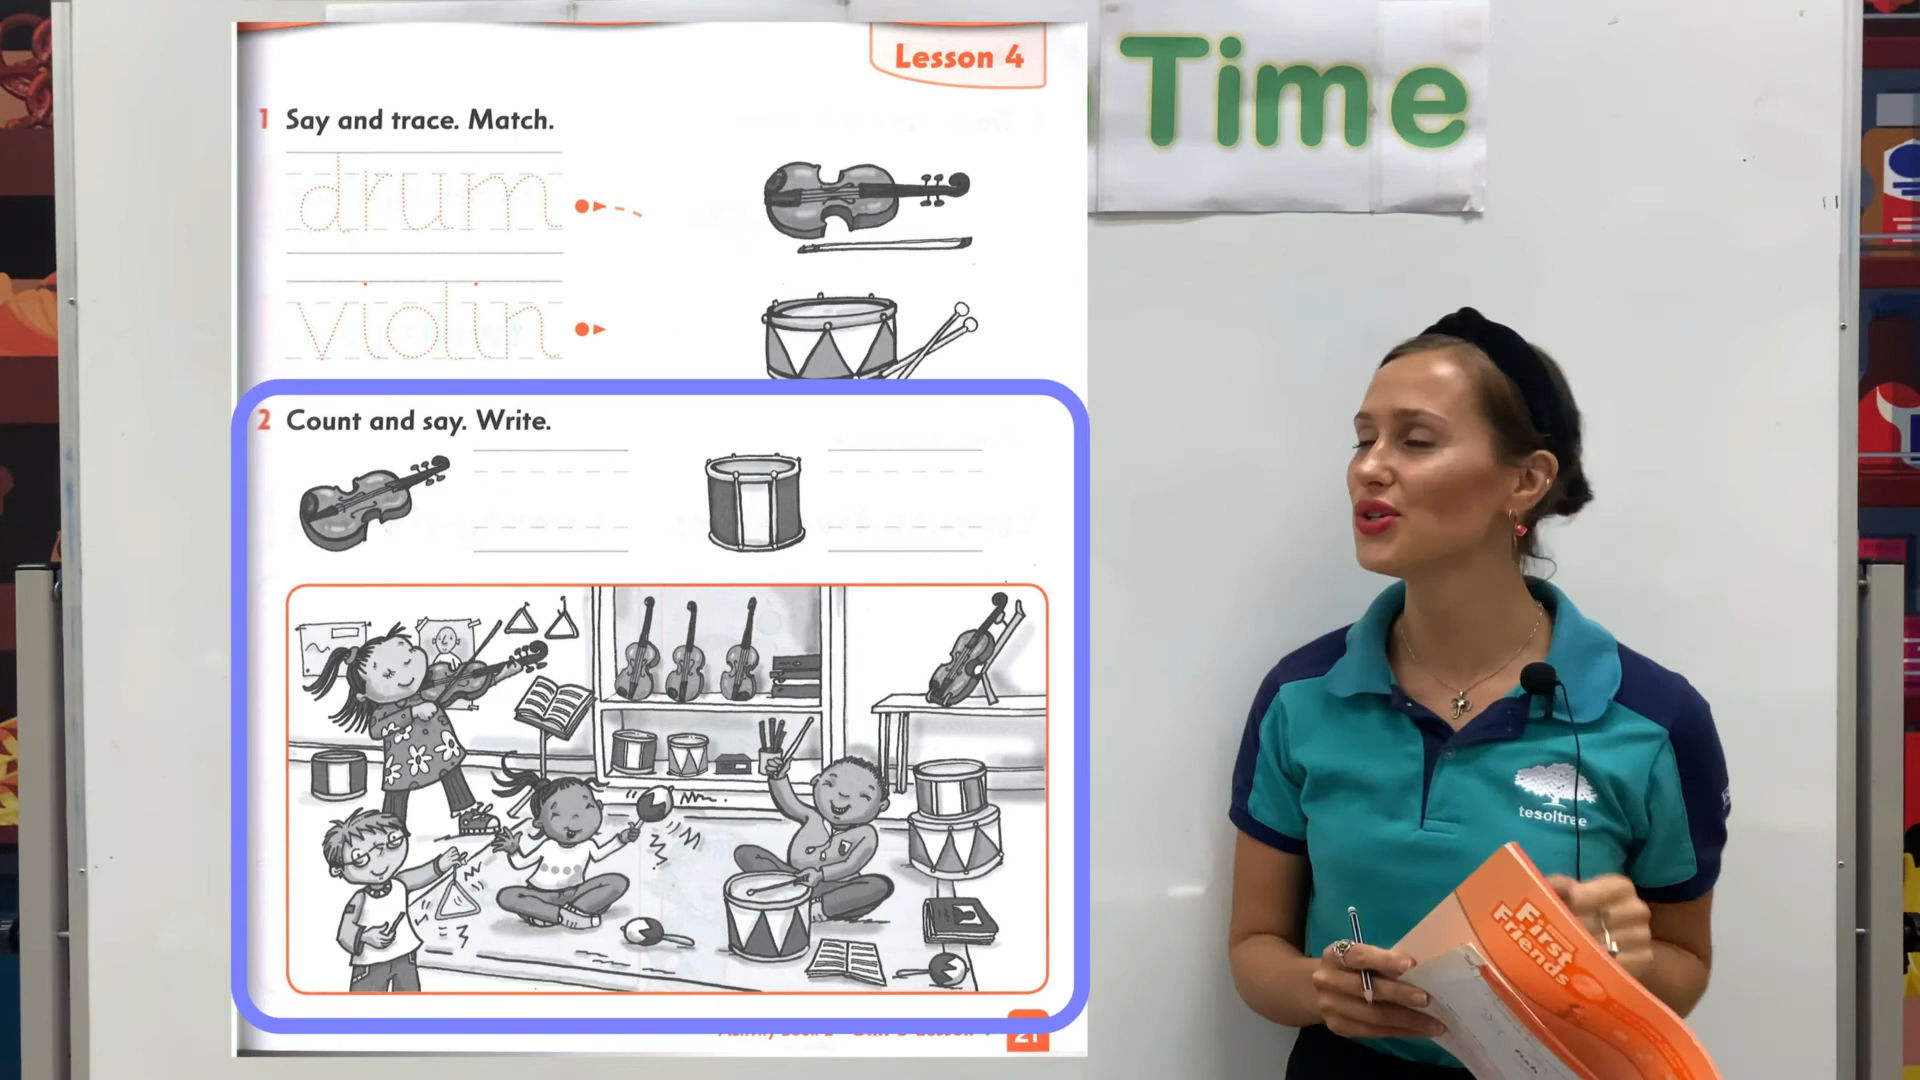 Time
Lesson 4
1 Say and trace. Match.
drum
violin
2 Count and say. Write.
21
tesoltree
First
Friends